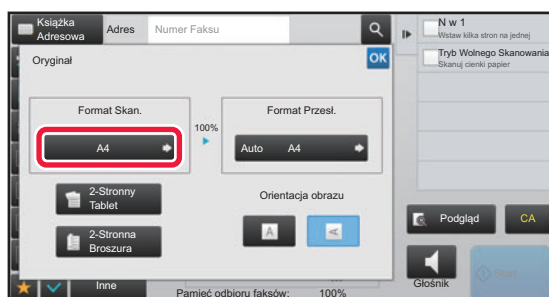 Książka
Adresowa
Adres
Numer Faksu
N w 1
Wstaw kilka stron na jednej
Tryb Wolnego Skanowania
Skanuj cienki papier
Oryginał
OK
Format Skan.
100%
Format Przesł.
A4
Auto A4
2-Stronny
Tablet
Orientacja obrazu
2-Stronna
Broszura
A
A
Podgląd
CA
Głośnik
Start
Inne
Pamięć odbioru faksów: 100%